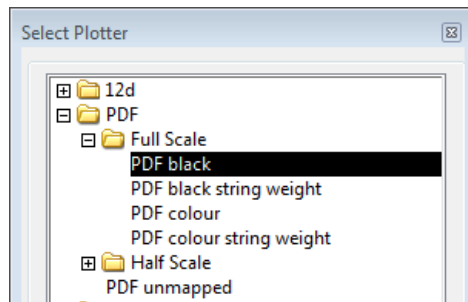 Select Plotter
12d
PDF
Full Scale
PDF black
PDF black string weight
PDF colour
PDF colour string weight
Half Scale
PDF unmapped